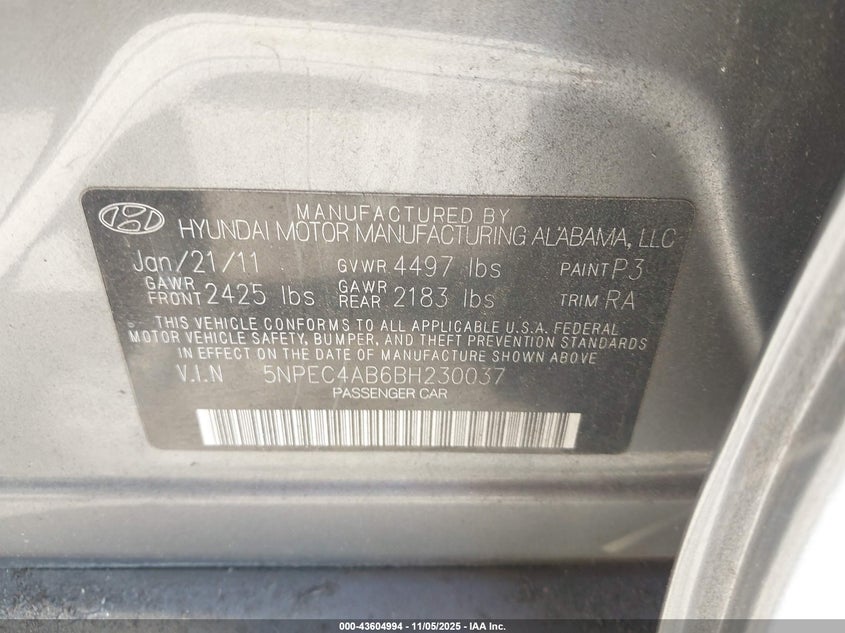 MANUFACTURED BY
HYUNDAI MOTOR MANUFACTURING ALABAMA, LLC
Jan/21/11 GVWR 4497 lbs PAINT P3
GAWR FRONT 2425 lbs GAWR REAR 2183 lbs TRIM RA
THIS VEHICLE CONFORMS TO ALL APPLICABLE U.S.A. FEDERAL
MOTOR VEHICLE SAFETY, BUMPER, AND THEFT PREVENTION STANDARDS
IN EFFECT ON THE DATE OF MANUFACTURE SHOWN ABOVE
V.I.N 5NPEC4AB6BH230037
PASSENGER CAR
000-43604994 - 11/05/2025 - IAA Inc.